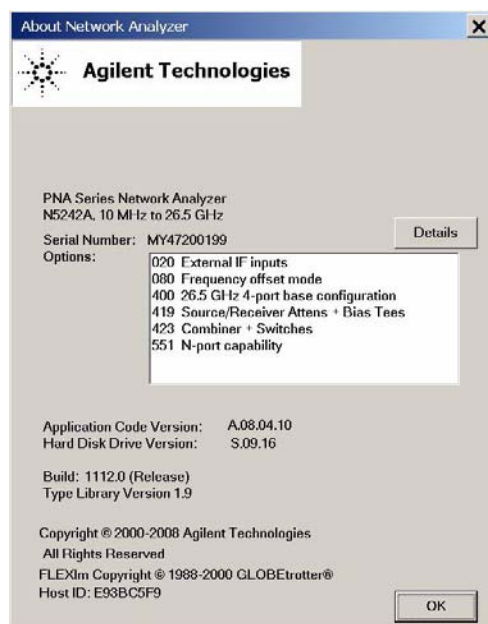 About Network Analyzer
Agilent Technologies
PNA Series Network Analyzer
N5242A, 10 MHz to 26.5 GHz
Serial Number: MY47200199
Details
Options:
020 External IF inputs
080 Frequency offset mode
400 26.5 GHz 4-port base configuration
419 Source/Receiver Attens + Bias Tees
423 Combiner + Switches
551 N-port capability
Application Code Version: A.08.04.10
Hard Disk Drive Version: S.09.16
Build: 1112.0 (Release)
Type Library Version 1.9
Copyright © 2000-2008 Agilent Technologies
All Rights Reserved
FLEXlm Copyright © 1988-2000 GLOBEtrotter®
Host ID: E93BC5F9
OK